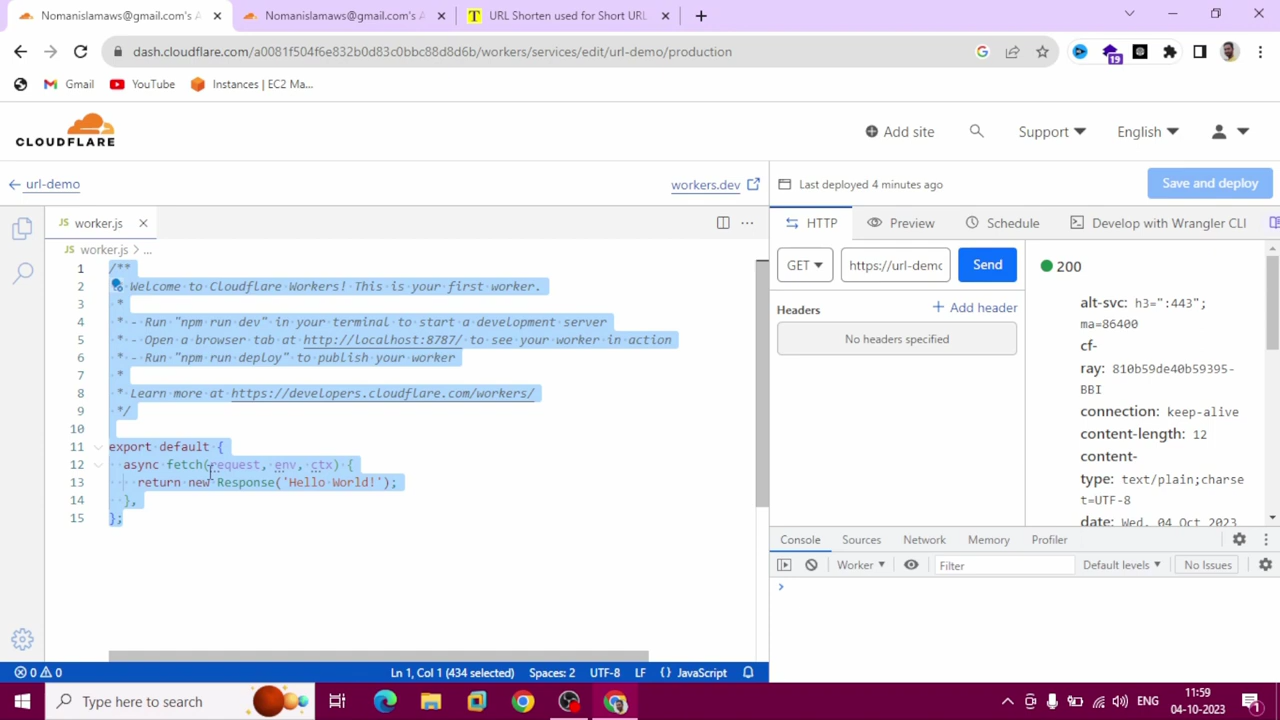 Nomanislamaws@gmail.com's A
Nomanislamaws@gmail.com's A
T URL Shorten used for Short URL
dash.cloudflare.com/a0081f504f6e832b0d83c0bbc88d8d6b/workers/services/edit/url-demo/production
19
Gmail
YouTube
Instances | EC2 Ma...
CLOUDFLARE
Add site
Support
English
url-demo
workers.dev
Last deployed 4 minutes ago
Save and deploy
JS worker.js
HTTP
Preview
Schedule
Develop with Wrangler CLI
JS worker.js > ...
1 /**
2 * Welcome to Cloudflare Workers! This is your first worker.
3 *
4 * - Run "npm run dev" in your terminal to start a development server
5 * - Open a browser tab at http://localhost:8787/ to see your worker in action
6 * - Run "npm run deploy" to publish your worker
7 *
8 * Learn more at https://developers.cloudflare.com/workers/
9 */
10
11 export default {
12 async fetch(request, env, ctx) {
13 return new Response('Hello World!');
14 },
15 };
GET
https://url-demo
Send
Headers
+ Add header
No headers specified
200
alt-svc: h3=":443";
ma=86400
cf-
ray: 810b59de40b59395-
BBI
connection: keep-alive
content-length: 12
content-
type: text/plain;charse
t=UTF-8
date: Wed, 04 Oct 2023
Console
Sources
Network
Memory
Profiler
Worker
Filter
Default levels
No Issues
0
0
Ln 1, Col 1 (434 selected)
Spaces: 2
UTF-8
LF
{} JavaScript
Type here to search
ENG
11:59
04-10-2023
1